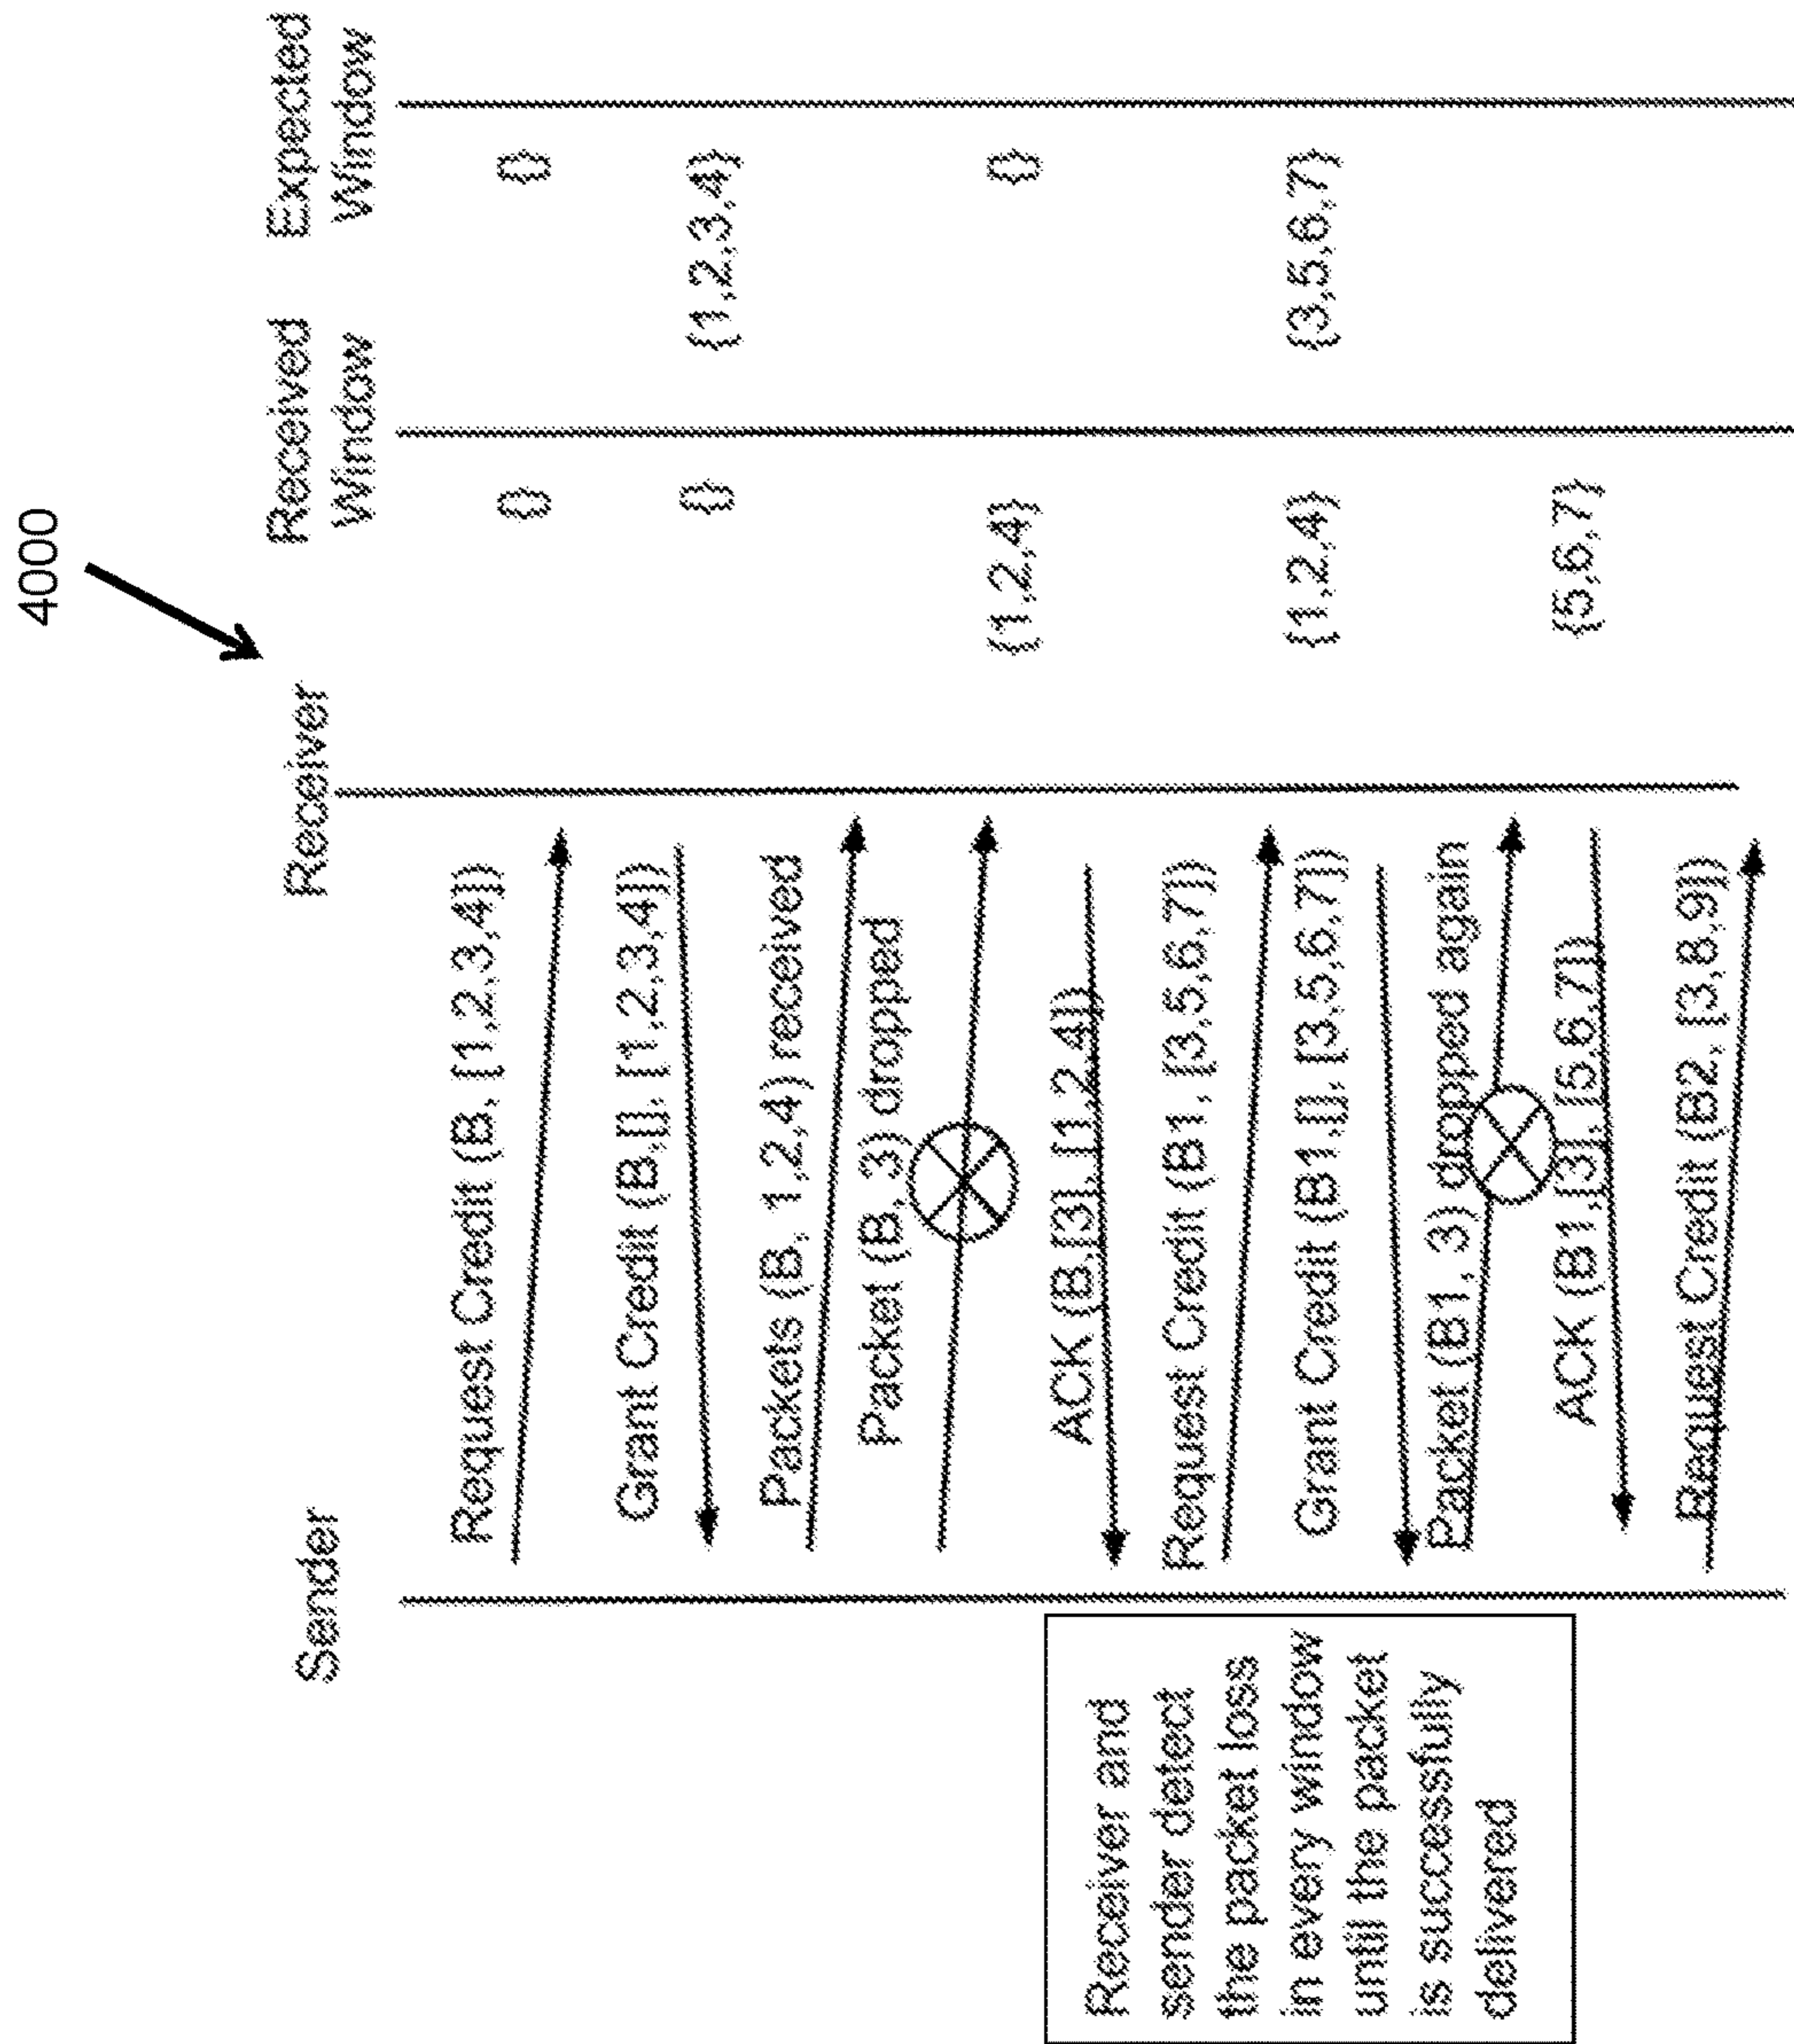 4000
Sender
Receiver
Received
Window
Expected
Window
Request Credit (B, [1,2,3,4])
{}
{}
Grant Credit (B,[], [1,2,3,4])
{}
{1,2,3,4}
Packets (B, 1,2,4) received
Packet (B, 3) dropped
{1,2,4}
{}
ACK (B,[3], [1,2,4])
Request Credit (B1, [3,5,6,7])
Grant Credit (B1,[], [3,5,6,7])
{1,2,4}
{3,5,6,7}
Packet (B1, 3) dropped again
ACK (B1,[3], [5,6,7])
{5,6,7}
Request Credit (B2, [3,8,9])
Receiver and
sender detect
the packet loss
in every window
until the packet
is successfully
delivered